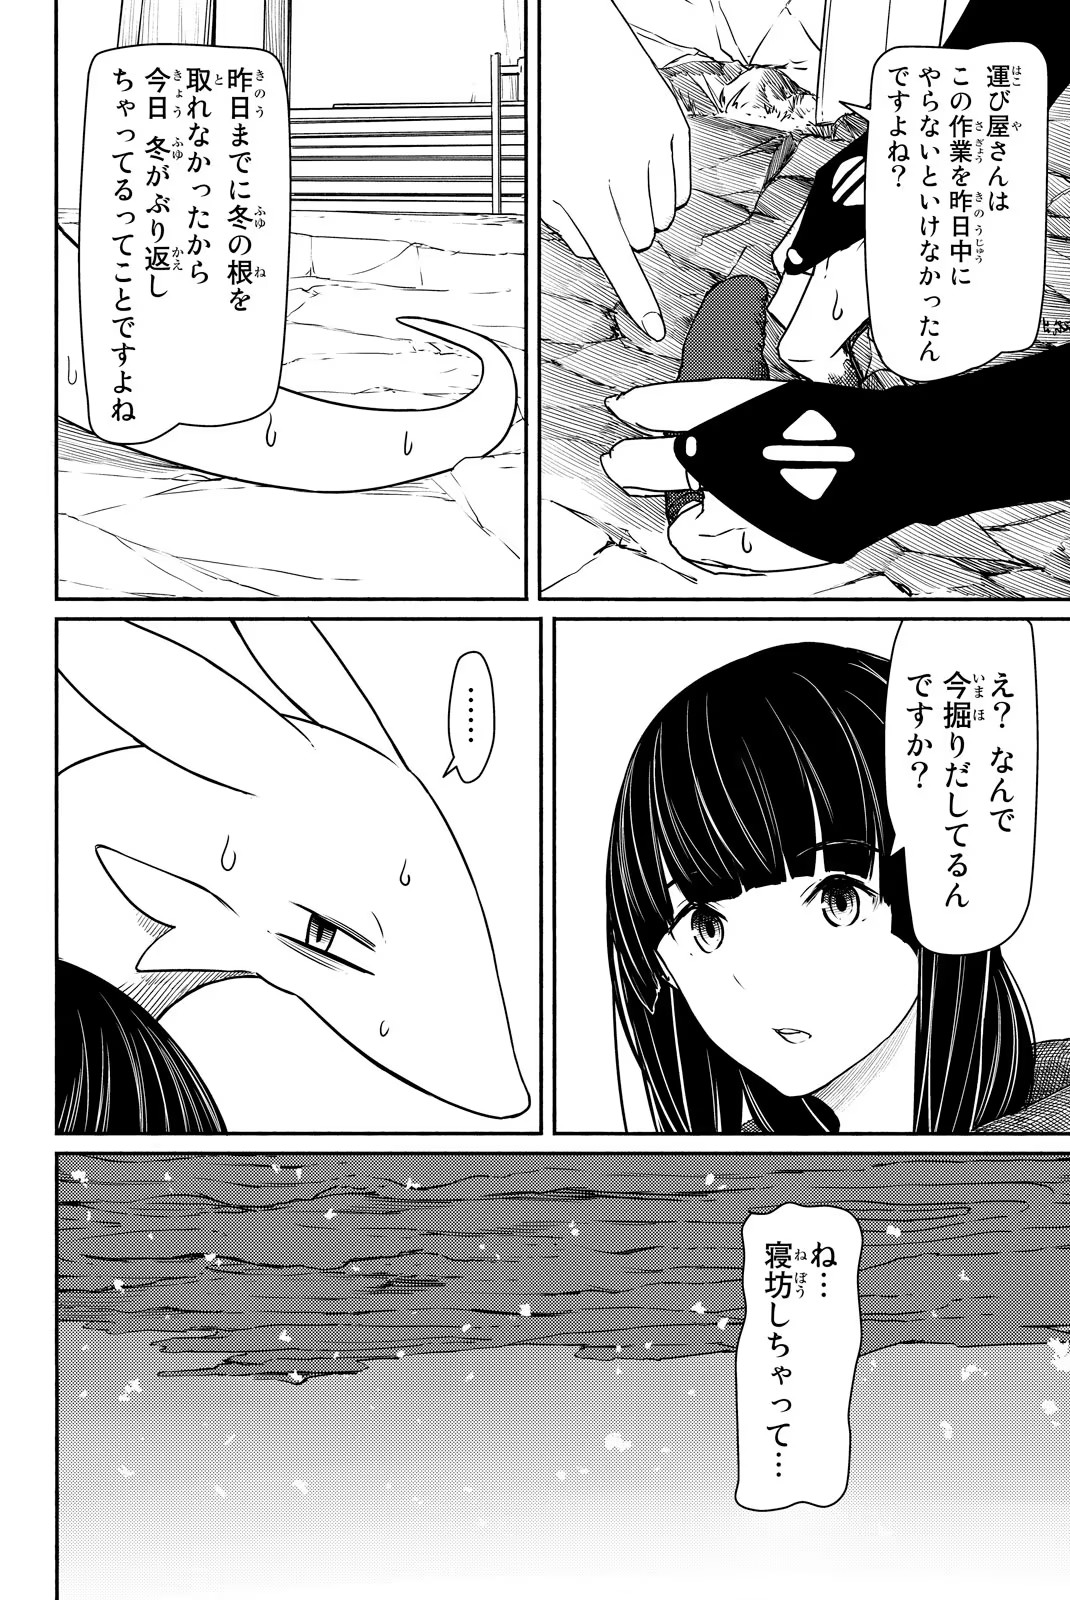 運び屋さんは
この作業を昨日中に
やらないといけなかったん
ですよね？
昨日までに冬の根を
取れなかったから
今日 冬がぶり返し
ちゃってるってことですよね
え？ なんで
今掘りだしてるん
ですか？
……
ね…
寝坊しちゃって…